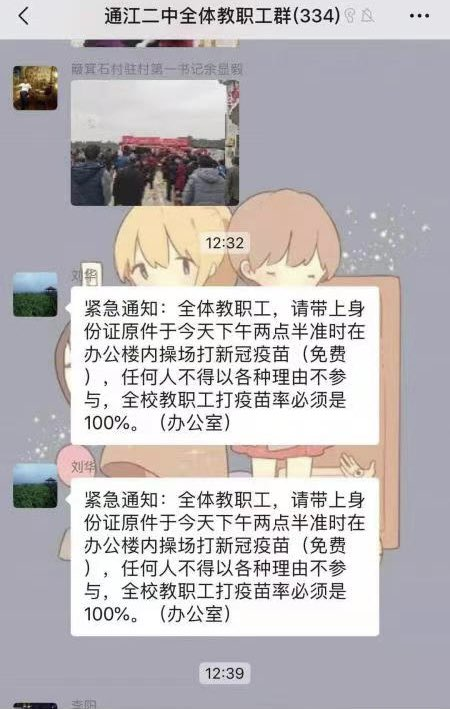 通江二中全体教职工群(334)
簸箕石村驻村第一书记余显毅
12:32
刘华
紧急通知：全体教职工，请带上身
份证原件于今天下午两点半准时在
办公楼内操场打新冠疫苗（免费
），任何人不得以各种理由不参
与，全校教职工打疫苗率必须是
100%。（办公室）
刘华
紧急通知：全体教职工，请带上身
份证原件于今天下午两点半准时在
办公楼内操场打新冠疫苗（免费
），任何人不得以各种理由不参
与，全校教职工打疫苗率必须是
100%。（办公室）
12:39
李阳